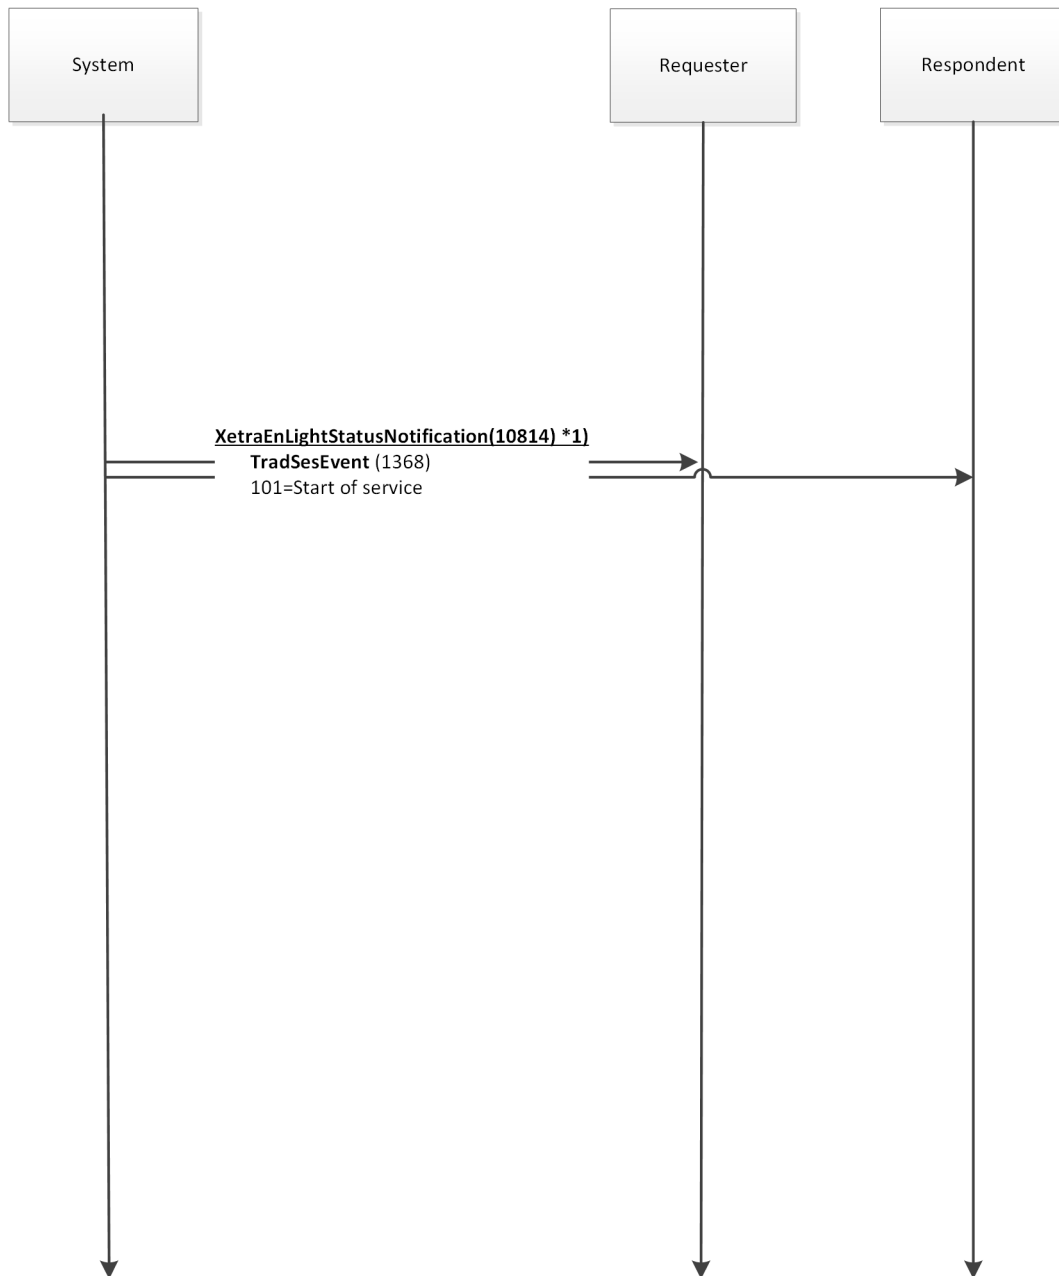 System
Requester
Respondent
XetraEnLightStatusNotification(10814) *1)
TradSesEvent (1368)
101=Start of service